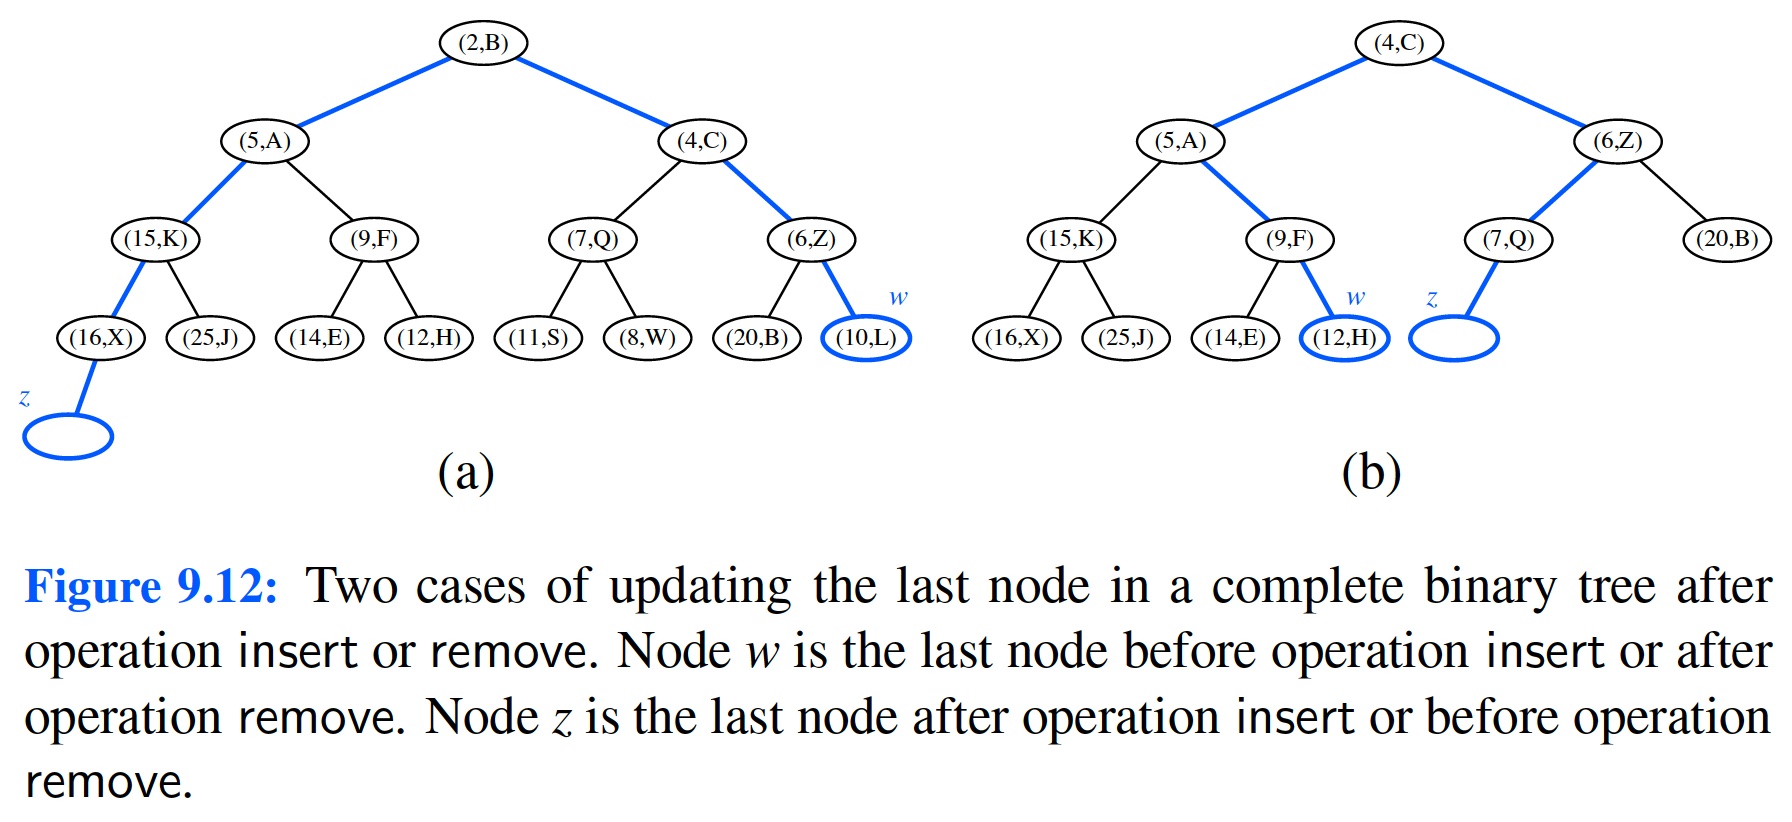 (2,B)
(4,C)
(5,A)
(4,C)
(5,A)
(6,Z)
(15,K)
(9,F)
(7,Q)
(6,Z)
(15,K)
(9,F)
(7,Q)
(20,B)
w
w
z
(16,X)
(25,J)
(14,E)
(12,H)
(11,S)
(8,W)
(20,B)
(10,L)
(16,X)
(25,J)
(14,E)
(12,H)
z
(a)
(b)
Figure 9.12: Two cases of updating the last node in a complete binary tree after
operation insert or remove. Node w is the last node before operation insert or after
operation remove. Node z is the last node after operation insert or before operation
remove.